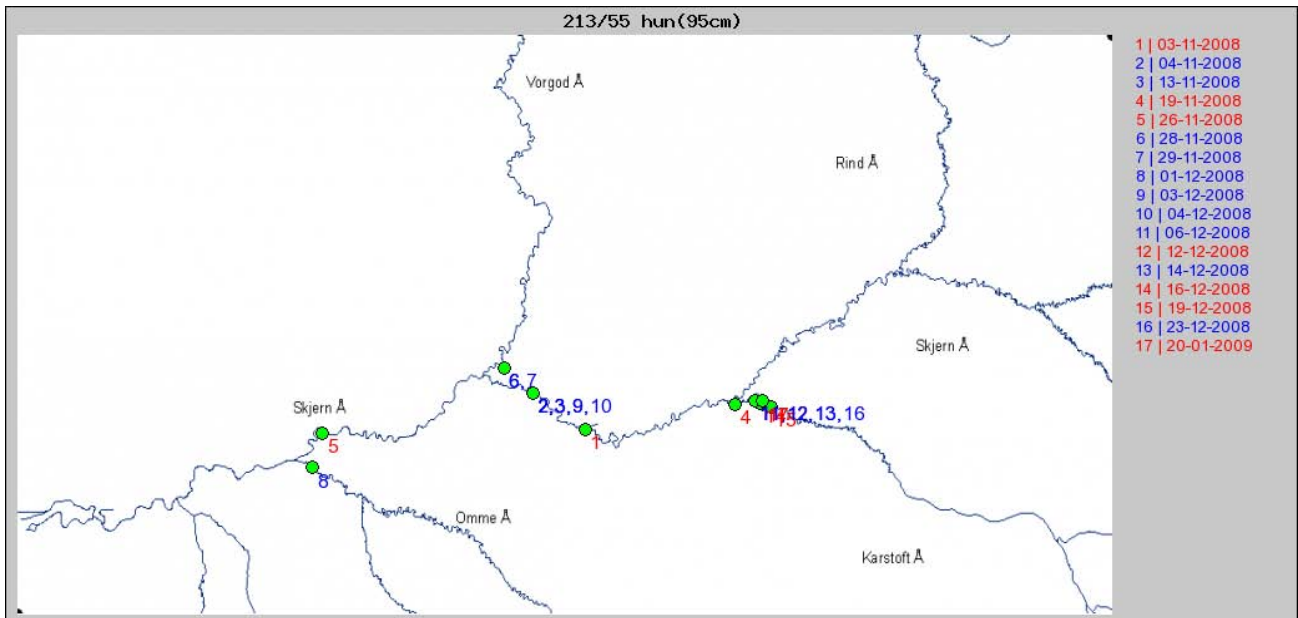 213/55 hun(95cm)
1 | 03-11-2008
2 | 04-11-2008
3 | 13-11-2008
4 | 19-11-2008
5 | 26-11-2008
6 | 28-11-2008
7 | 29-11-2008
8 | 01-12-2008
9 | 03-12-2008
10 | 04-12-2008
11 | 06-12-2008
12 | 12-12-2008
13 | 14-12-2008
14 | 16-12-2008
15 | 19-12-2008
16 | 23-12-2008
17 | 20-01-2009
Vorgod Å
Rind Å
Skjern Å
6,7
2,3,9,10
Skjern Å
4
12,13,16
1
5
8
Omme Å
Karstoft Å